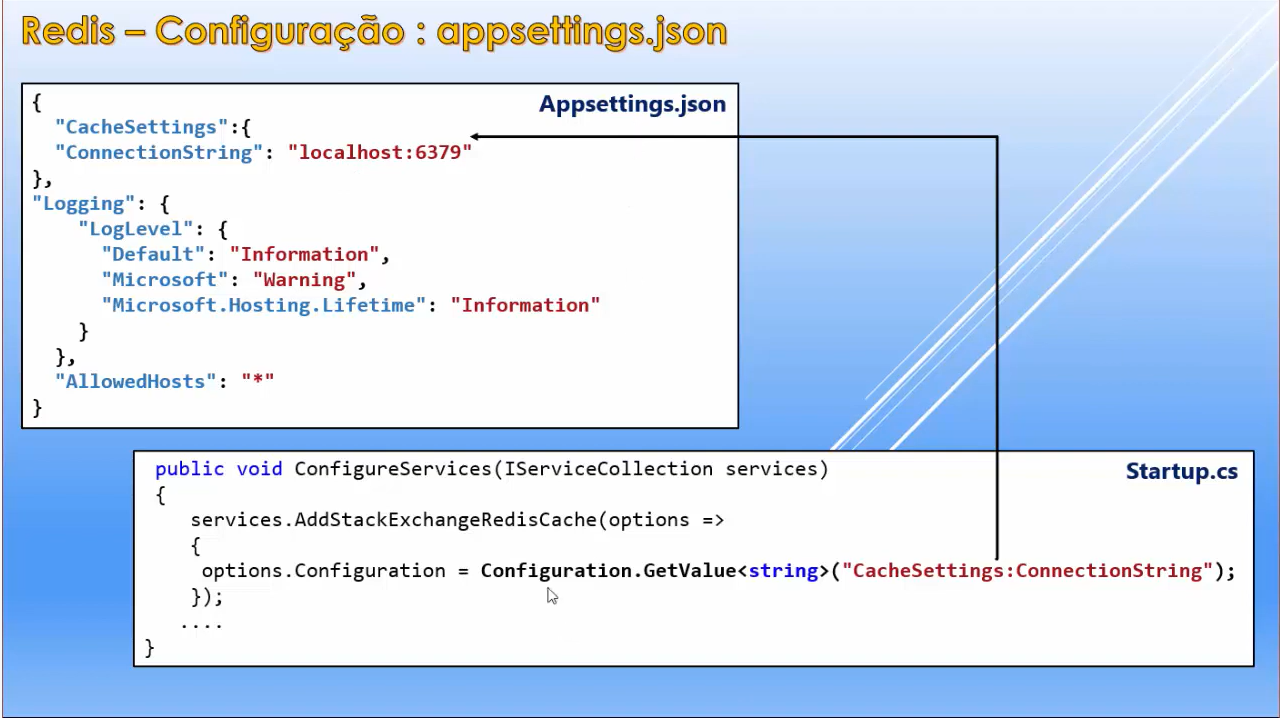 Redis – Configuração : appsettings.json
Appsettings.json
{
"CacheSettings":{
"ConnectionString": "localhost:6379"
},
"Logging": {
"LogLevel": {
"Default": "Information",
"Microsoft": "Warning",
"Microsoft.Hosting.Lifetime": "Information"
}
},
"AllowedHosts": "*"
}
Startup.cs
public void ConfigureServices(IServiceCollection services)
{
services.AddStackExchangeRedisCache(options =>
{
options.Configuration = Configuration.GetValue<string>("CacheSettings:ConnectionString");
});
....
}